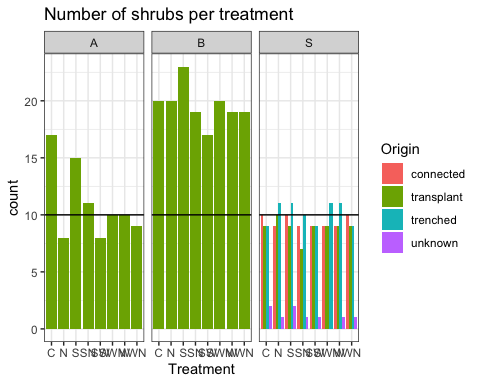 Number of shrubs per treatment
A
B
S
20
15
10
5
0
count
C N S
C N S
C N S
Treatment
Origin
connected
transplant
trenched
unknown